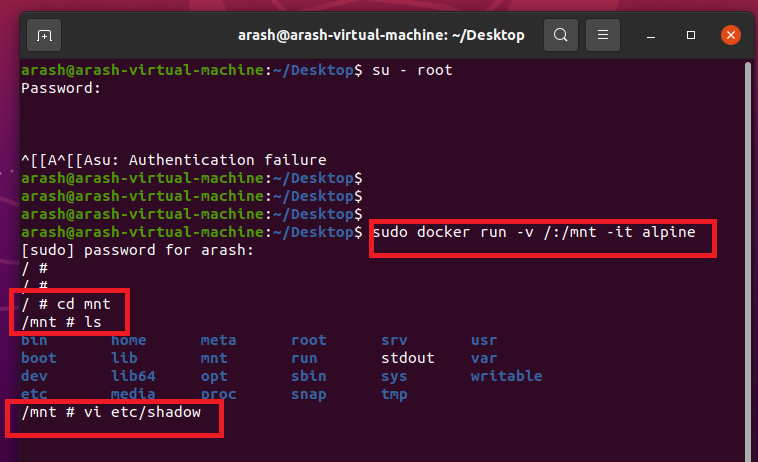 arash@arash-virtual-machine: ~/Desktop
arash@arash-virtual-machine:~/Desktop$ su - root
Password:
^[[A^[[Asu: Authentication failure
arash@arash-virtual-machine:~/Desktop$
arash@arash-virtual-machine:~/Desktop$
arash@arash-virtual-machine:~/Desktop$
arash@arash-virtual-machine:~/Desktop$ sudo docker run -v /:/mnt -it alpine
[sudo] password for arash:
/ #
/ #
/ # cd mnt
/mnt # ls
bin home meta root srv usr
boot lib mnt run stdout var
dev lib64 opt sbin sys writable
etc media proc snap tmp
/mnt # vi etc/shadow